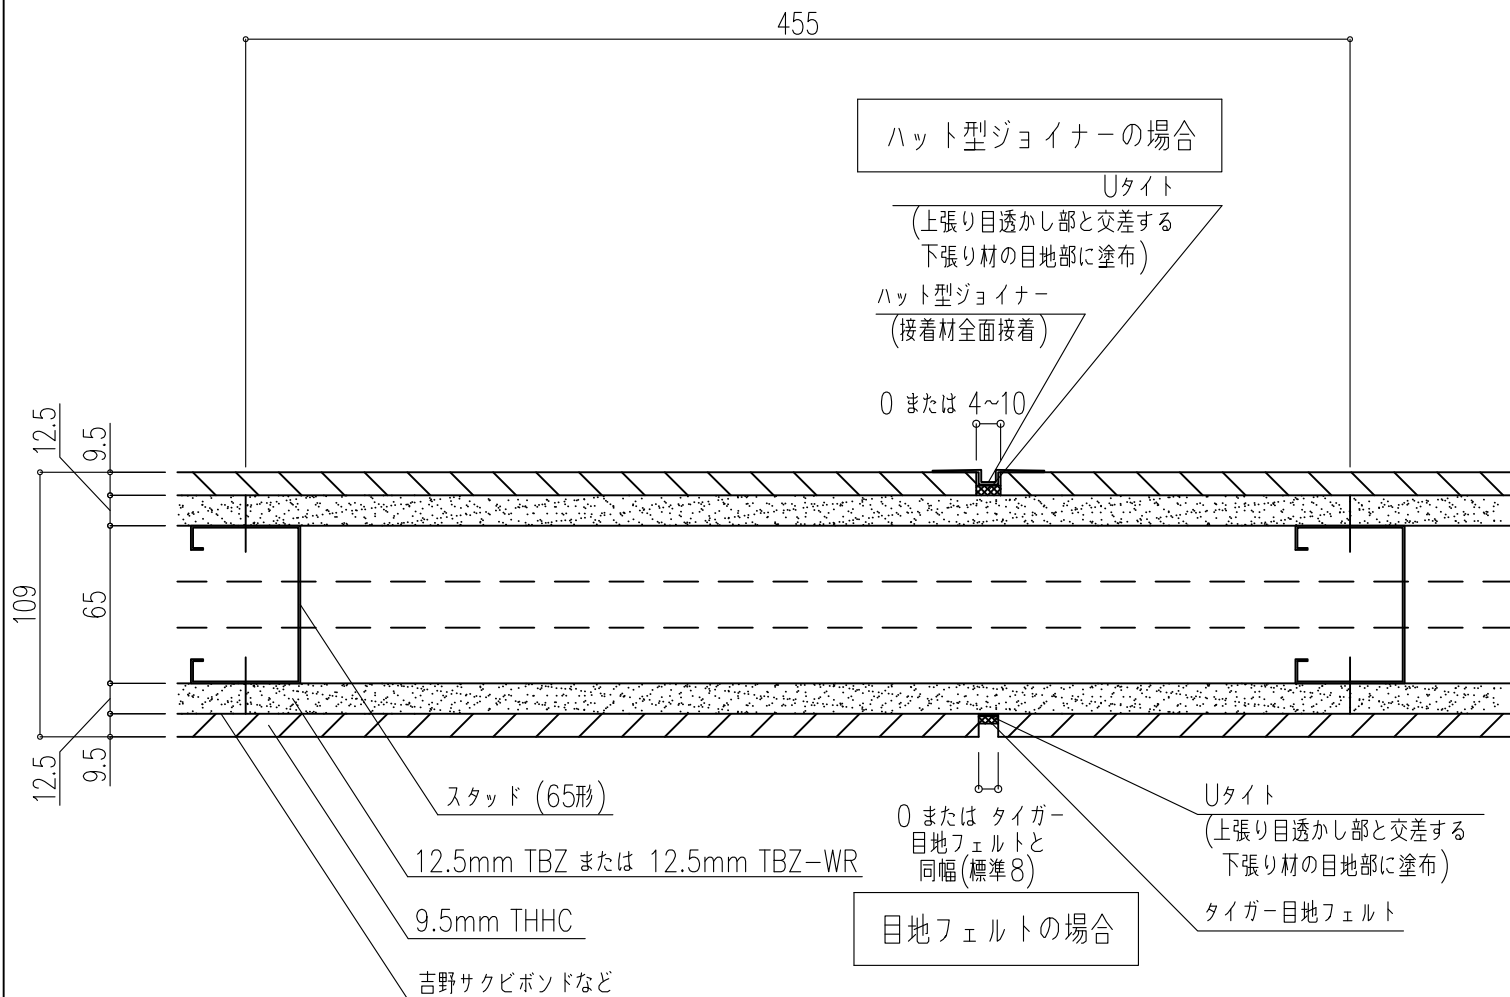 455
ハット型ジョイナーの場合
Uタイト
(上張り目透かし部と交差する
下張り材の目地部に塗布)
ハット型ジョイナー
(接着材全面接着)
0 または 4~10
12.5
9.5
109
65
12.5
9.5
スタッド (65形)
12.5mm TBZ または 12.5mm TBZ-WR
9.5mm THHC
吉野サクビボンドなど
0 または タイガー
目地フェルトと
同幅(標準8)
目地フェルトの場合
Uタイト
(上張り目透かし部と交差する
下張り材の目地部に塗布)
タイガー目地フェルト